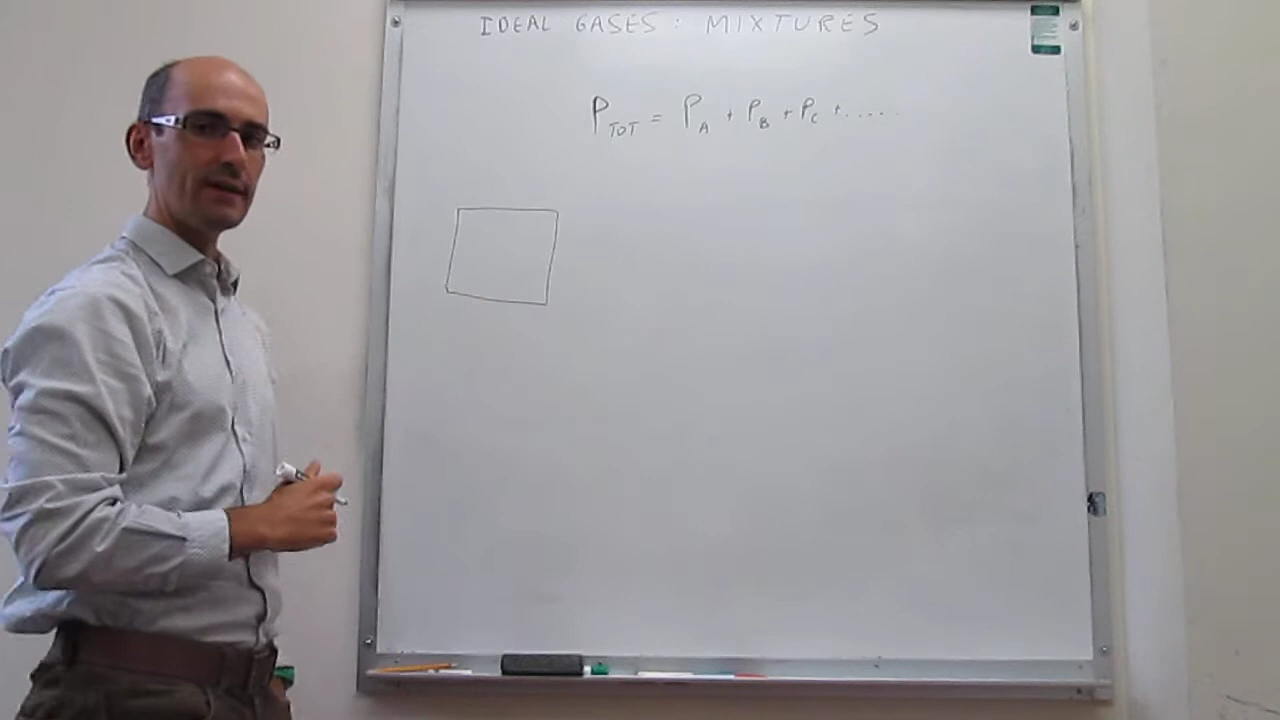 IDEAL GASES: MIXTURES
P_TOT = P_A + P_B + P_C + ......